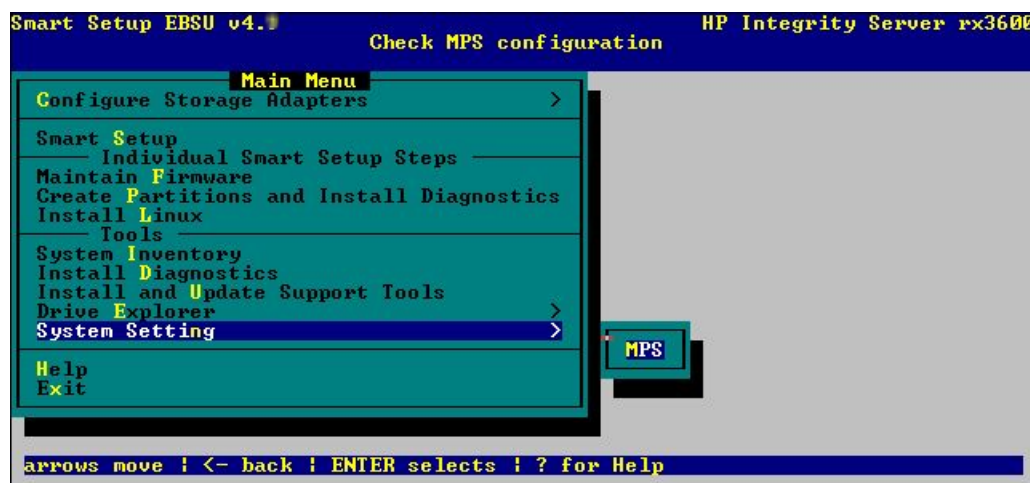 Smart Setup EBSU v4. HP Integrity Server rx3600
Check MPS configuration
Main Menu
Configure Storage Adapters >
Smart Setup
Individual Smart Setup Steps
Maintain Firmware
Create Partitions and Install Diagnostics
Install Linux
Tools
System Inventory
Install Diagnostics
Install and Update Support Tools
Drive Explorer >
System Setting >
MPS
Help
Exit
arrows move ¦ <- back ¦ ENTER selects ¦ ? for Help